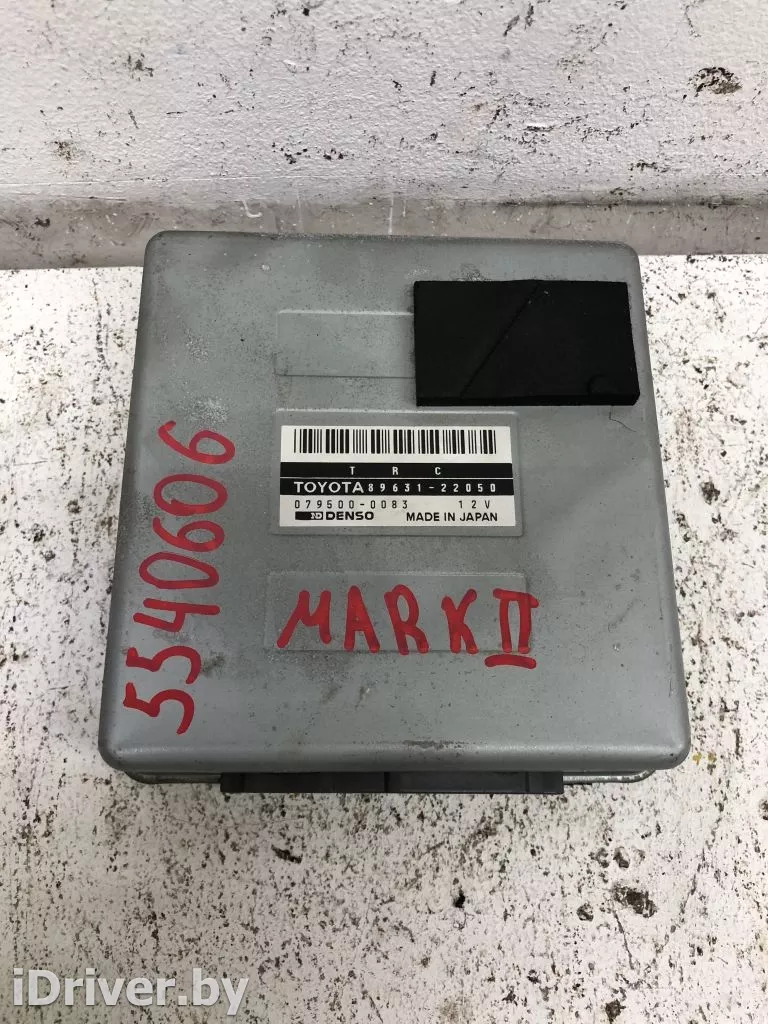 T R C
TOYOTA 89631-22050
079500-0083 12V
DENSO MADE IN JAPAN
MARK II
5540606
iDriver.by